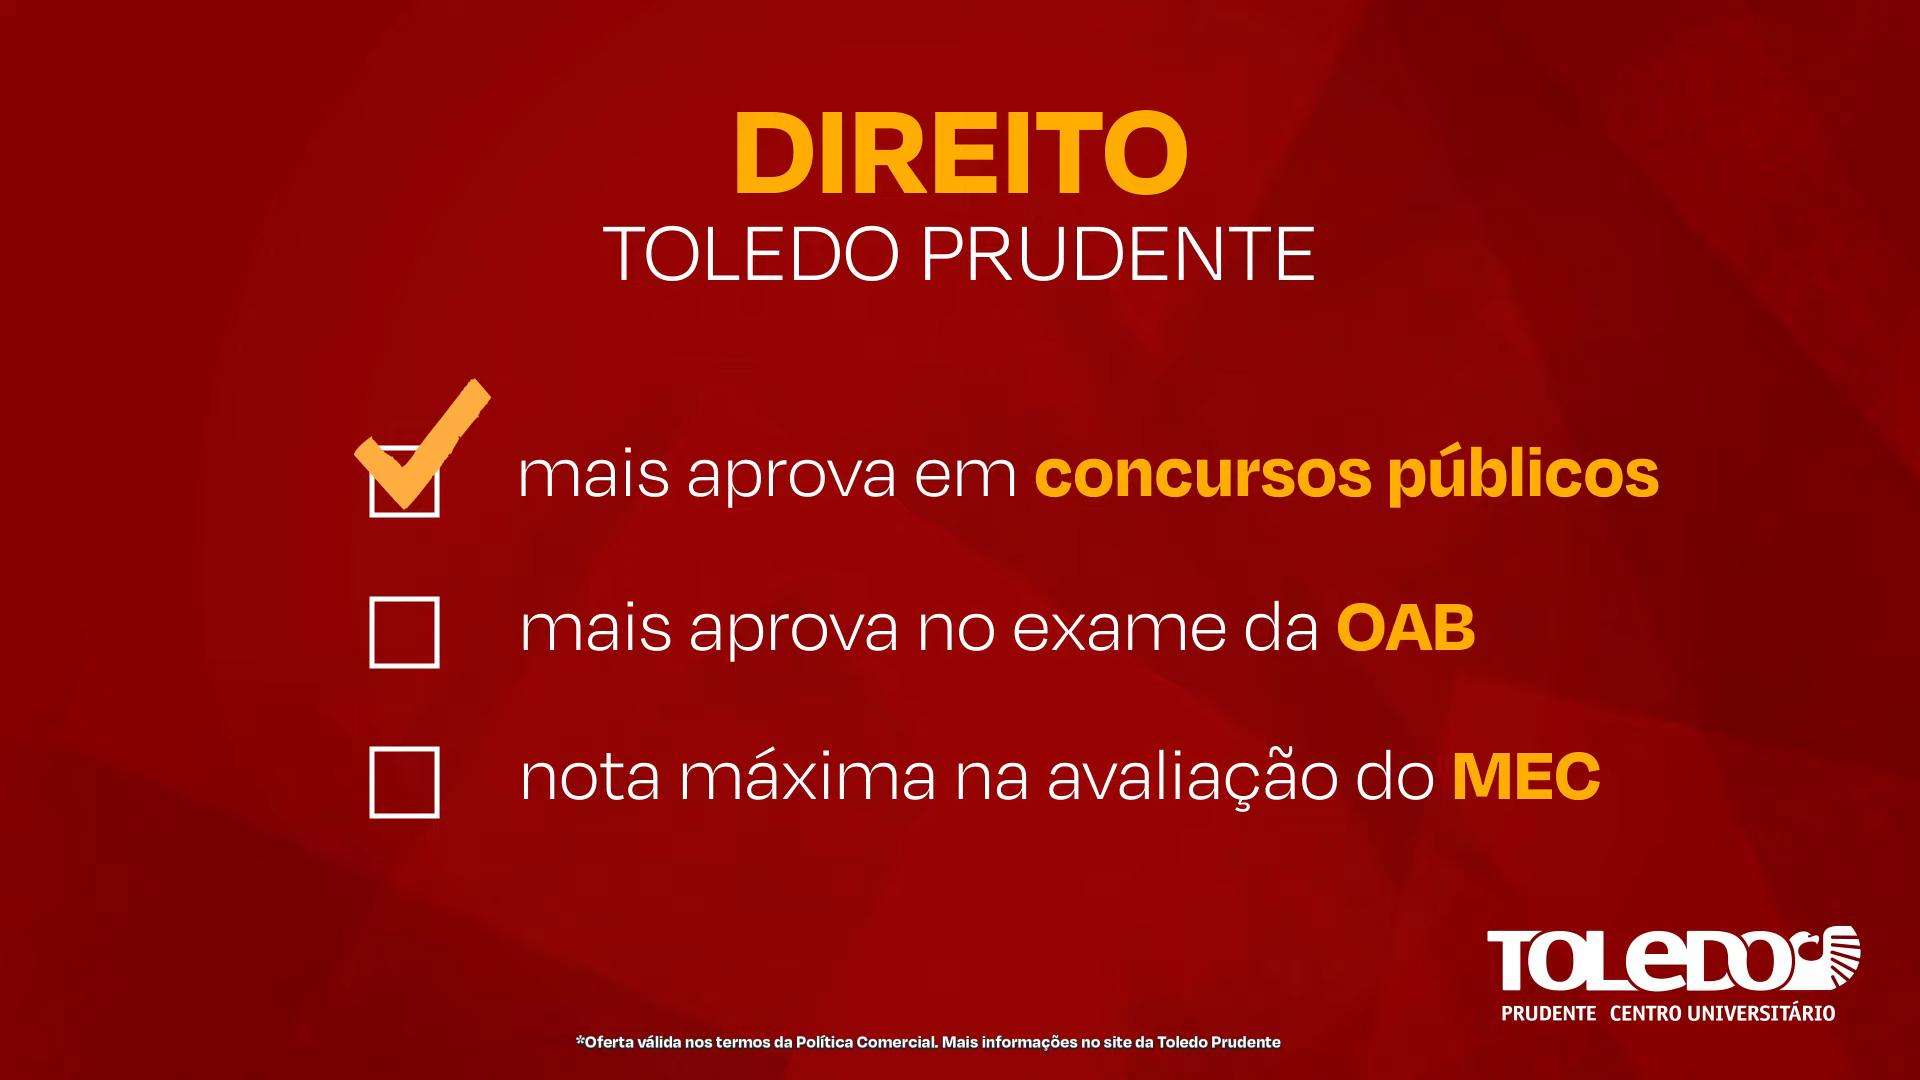 DIREITO
TOLEDO PRUDENTE
mais aprova em concursos públicos
mais aprova no exame da OAB
nota máxima na avaliação do MEC
TOLEDO
PRUDENTE CENTRO UNIVERSITÁRIO
*Oferta válida nos termos da Política Comercial. Mais informações no site da Toledo Prudente